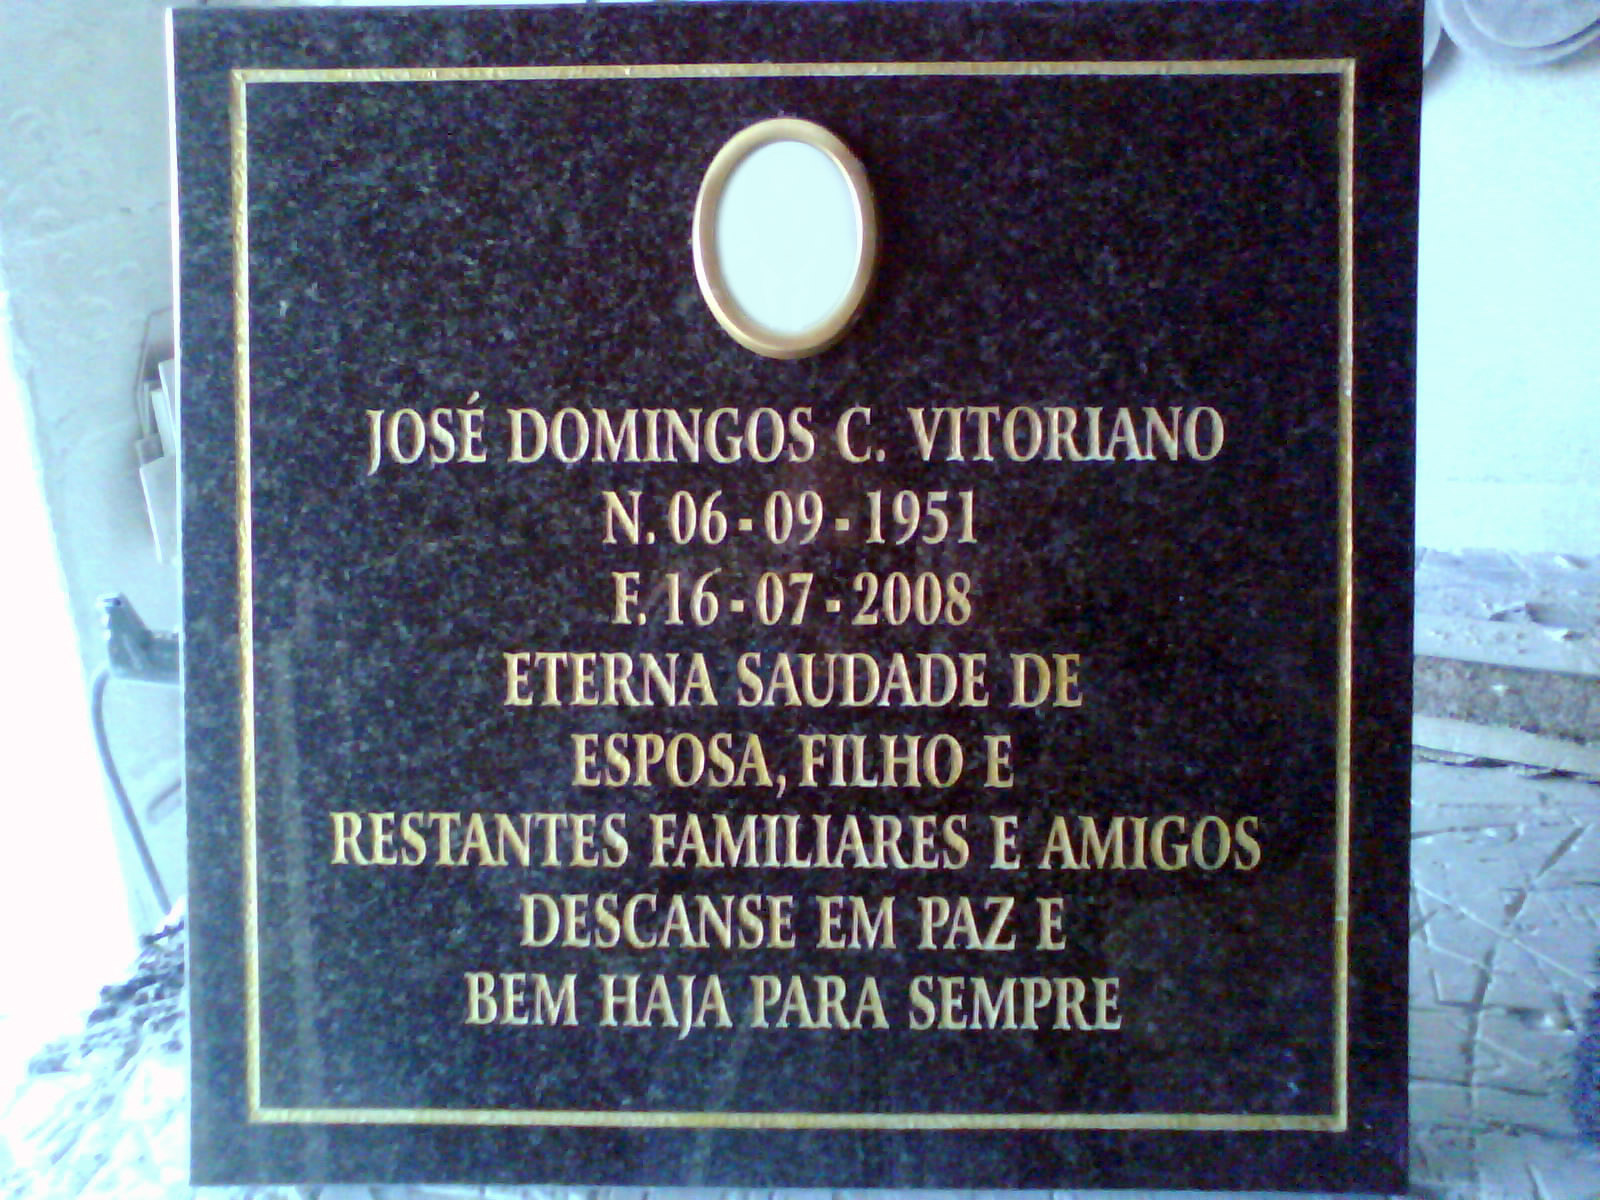 JOSÉ DOMINGOS C. VITORIANO
N. 06-09-1951
F. 16-07-2008
ETERNA SAUDADE DE
ESPOSA, FILHO E
RESTANTES FAMILIARES E AMIGOS
DESCANSE EM PAZ E
BEM HAJA PARA SEMPRE